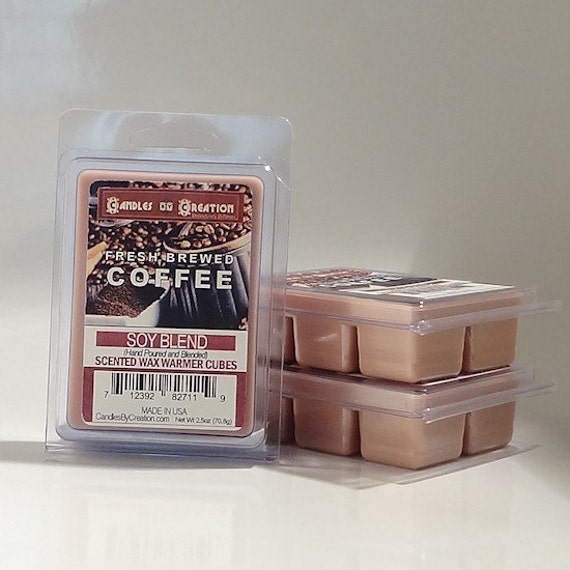 CANDLES BY CREATION
FRESH BREWED
COFFEE
SOY BLEND
(Hand Poured and Blended)
SCENTED WAX WARMER CUBES
7 12392 82711 9
MADE IN USA
CandlesByCreation.com Net Wt 2.5oz (70.8g)